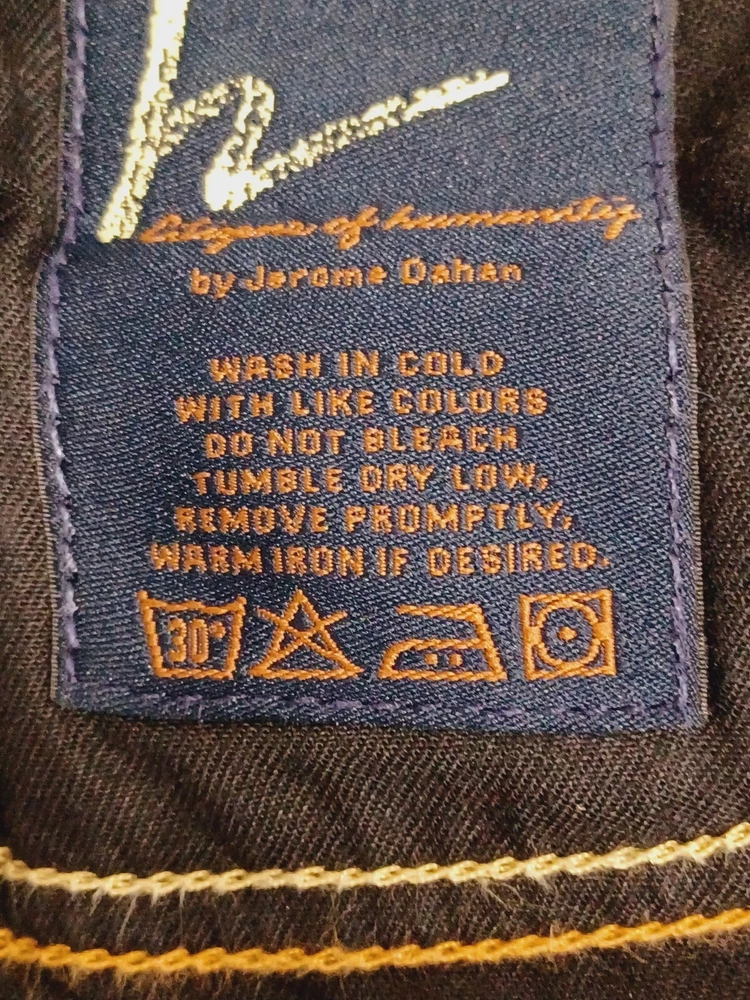 h
Citizens of humanity
by Jerome Dahan
WASH IN COLD
WITH LIKE COLORS
DO NOT BLEACH
TUMBLE DRY LOW,
REMOVE PROMPTLY,
WARM IRON IF DESIRED.
30°